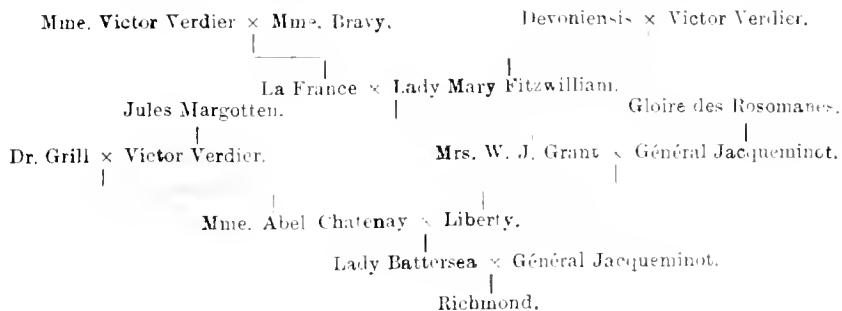 Mme. Victor Verdier × Mme. Bravy. Devoniensis × Victor Verdier.
La France × Lady Mary Fitzwilliam.
Jules Margotten. Gloire des Rosomanes.
Dr. Grill × Victor Verdier. Mrs. W. J. Grant × Général Jacqueminot.
Mme. Abel Chatenay × Liberty.
Lady Battersea × Général Jacqueminot.
Richmond.